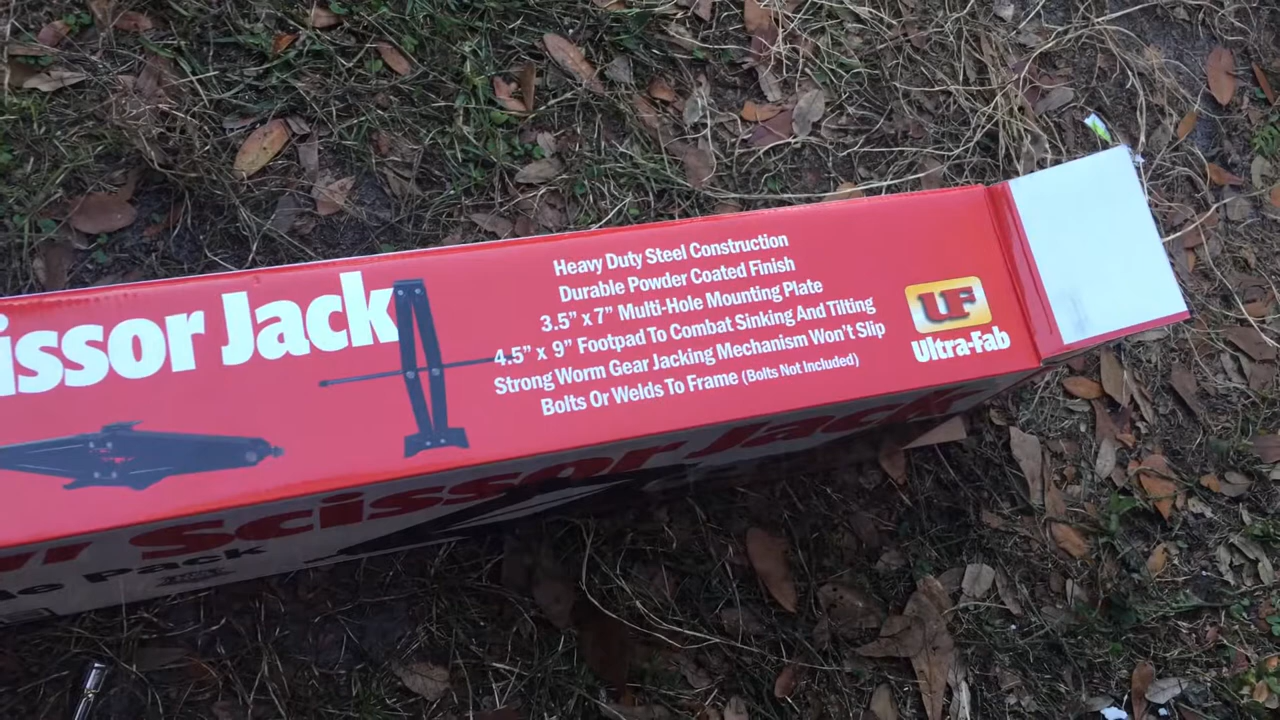 issor Jack
Heavy Duty Steel Construction
Durable Powder Coated Finish
3.5" x 7" Multi-Hole Mounting Plate
4.5" x 9" Footpad To Combat Sinking And Tilting
Strong Worm Gear Jacking Mechanism Won't Slip
Bolts Or Welds To Frame (Bolts Not Included)
UF
Ultra-Fab
Scissor Jack
e Pack